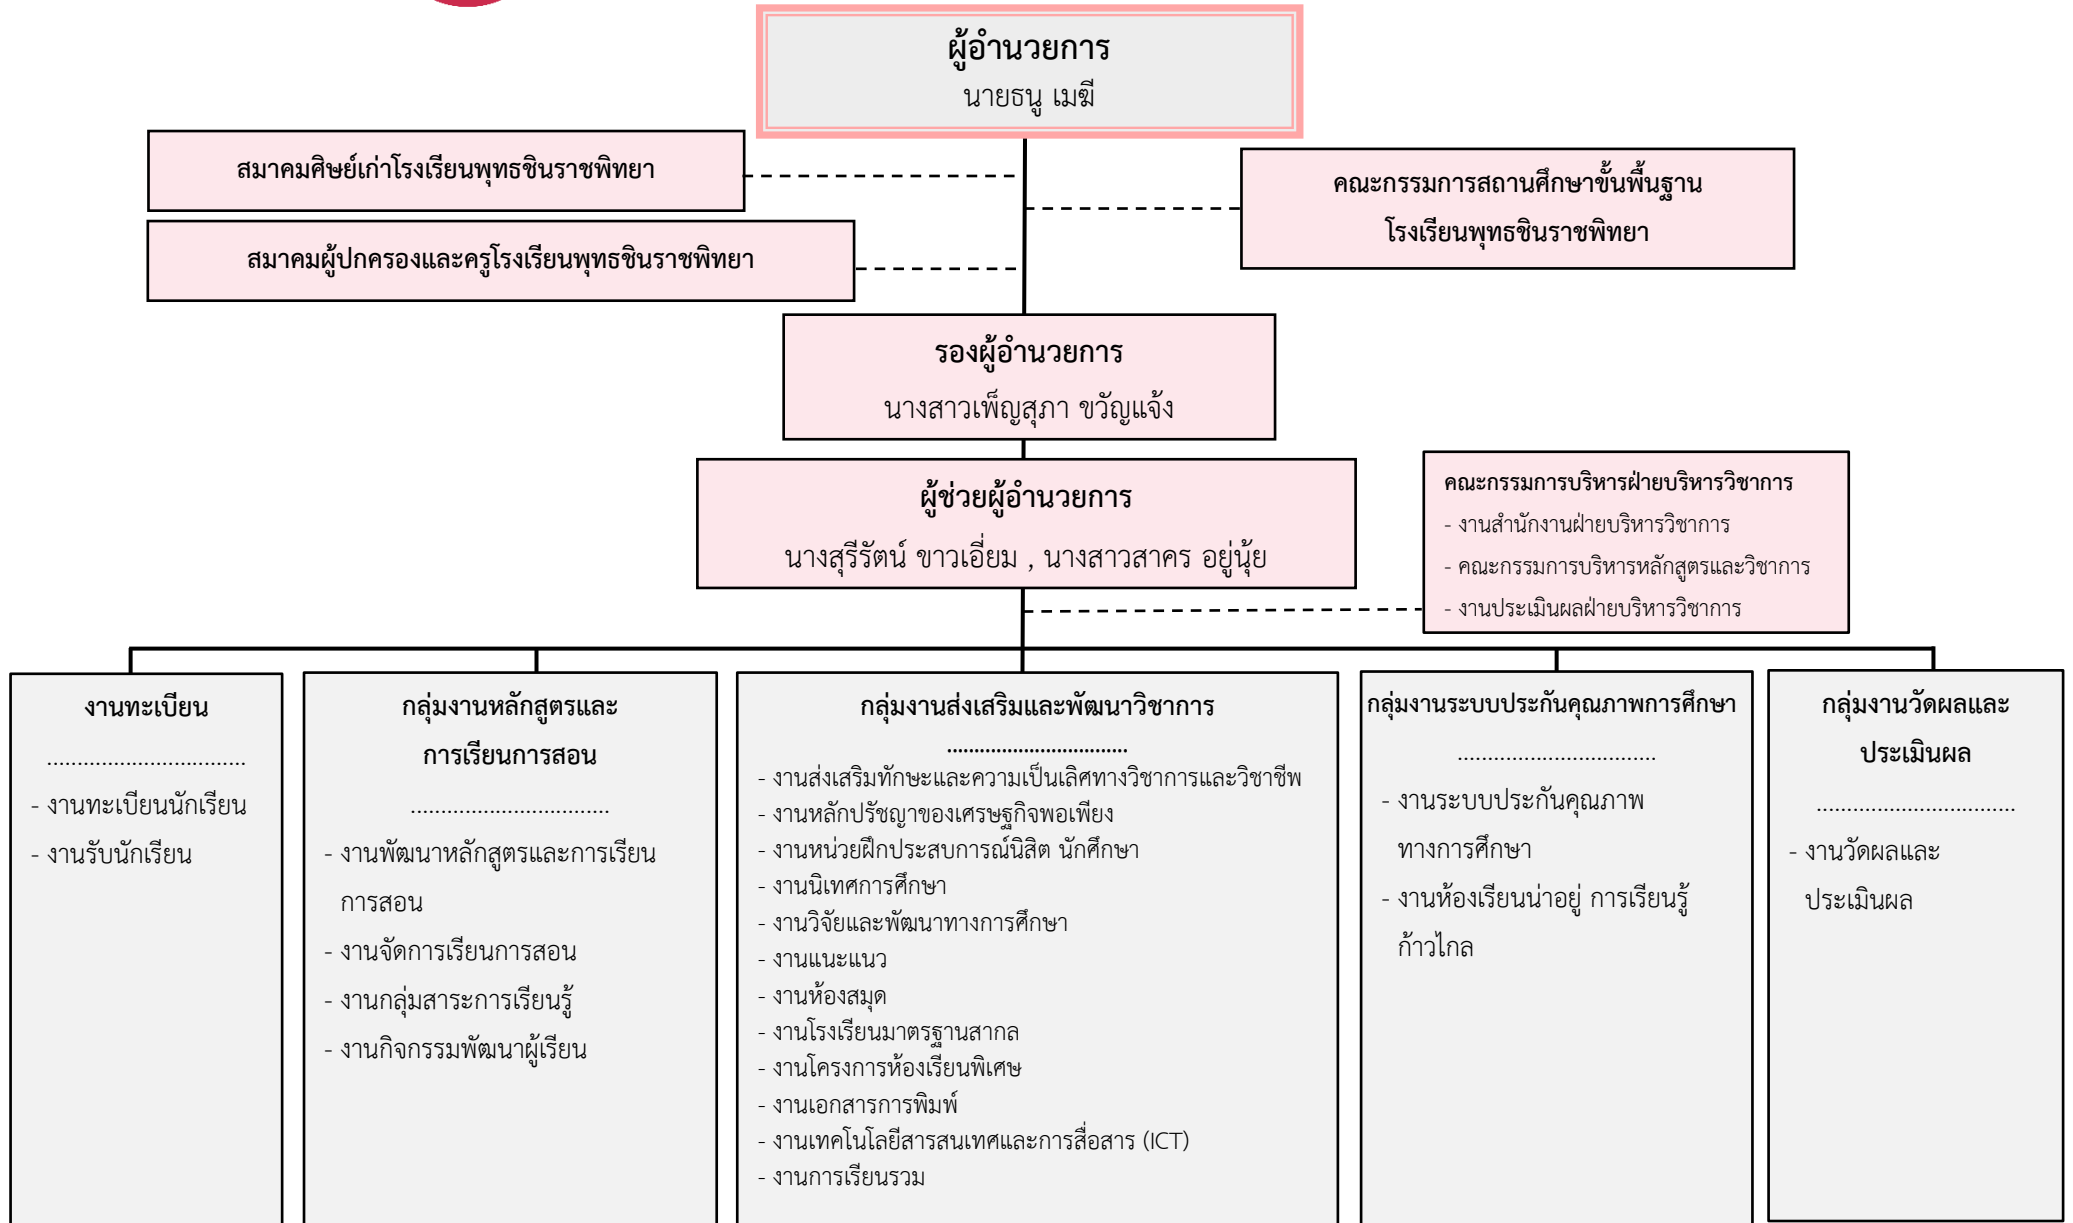 ผู้อำนวยการ
นายธนู เมฆี
สมาคมศิษย์เก่าโรงเรียนพุทธชินราชพิทยา
คณะกรรมการสถานศึกษาขั้นพื้นฐาน
โรงเรียนพุทธชินราชพิทยา
สมาคมผู้ปกครองและครูโรงเรียนพุทธชินราชพิทยา
รองผู้อำนวยการ
นางสาวเพ็ญสุภา ขวัญแจ้ง
ผู้ช่วยผู้อำนวยการ
นางสุรีรัตน์ ขาวเอี่ยม , นางสาวสาคร อยู่นุ้ย
คณะกรรมการบริหารฝ่ายบริหารวิชาการ
- งานสำนักงานฝ่ายบริหารวิชาการ
- คณะกรรมการบริหารหลักสูตรและวิชาการ
- งานประเมินผลฝ่ายบริหารวิชาการ
งานทะเบียน
.................................
- งานทะเบียนนักเรียน
- งานรับนักเรียน
กลุ่มงานหลักสูตรและ
การเรียนการสอน
.................................
- งานพัฒนาหลักสูตรและการเรียน
การสอน
- งานจัดการเรียนการสอน
- งานกลุ่มสาระการเรียนรู้
- งานกิจกรรมพัฒนาผู้เรียน
กลุ่มงานส่งเสริมและพัฒนาวิชาการ
.................................
- งานส่งเสริมทักษะและความเป็นเลิศทางวิชาการและวิชาชีพ
- งานหลักปรัชญาของเศรษฐกิจพอเพียง
- งานหน่วยฝึกประสบการณ์นิสิต นักศึกษา
- งานนิเทศการศึกษา
- งานวิจัยและพัฒนาทางการศึกษา
- งานแนะแนว
- งานห้องสมุด
- งานโรงเรียนมาตรฐานสากล
- งานโครงการห้องเรียนพิเศษ
- งานเอกสารการพิมพ์
- งานเทคโนโลยีสารสนเทศและการสื่อสาร (ICT)
- งานการเรียนรวม
กลุ่มงานระบบประกันคุณภาพการศึกษา
.................................
- งานระบบประกันคุณภาพ
ทางการศึกษา
- งานห้องเรียนน่าอยู่ การเรียนรู้
ก้าวไกล
กลุ่มงานวัดผลและ
ประเมินผล
.................................
- งานวัดผลและ
ประเมินผล